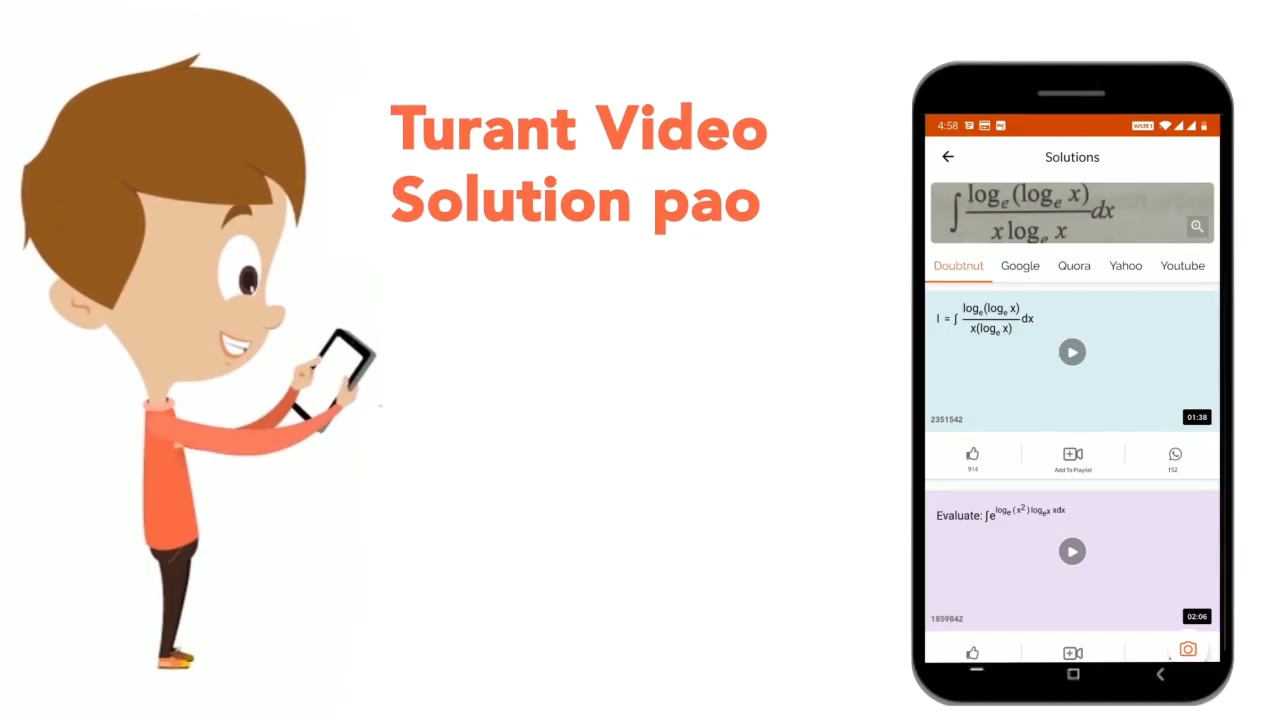 Turant Video
Solution pao
4:58
VoLTE1
Solutions
∫ logₑ(logₑ x) / x logₑ x dx
Doubtnut Google Quora Yahoo Youtube
I = ∫ logₑ(logₑ x) / x(logₑ x) dx
2351542 01:38
914 Add To Playlist 152
Evaluate: ∫e^logₑ(x²)logₑx xdx
1859842 02:06